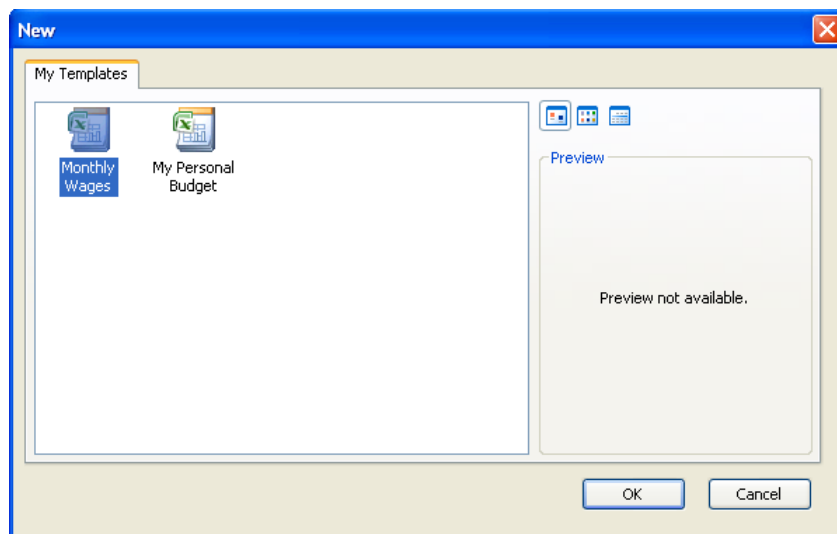 New
My Templates
Monthly
Wages
My Personal
Budget
Preview
Preview not available.
OK
Cancel